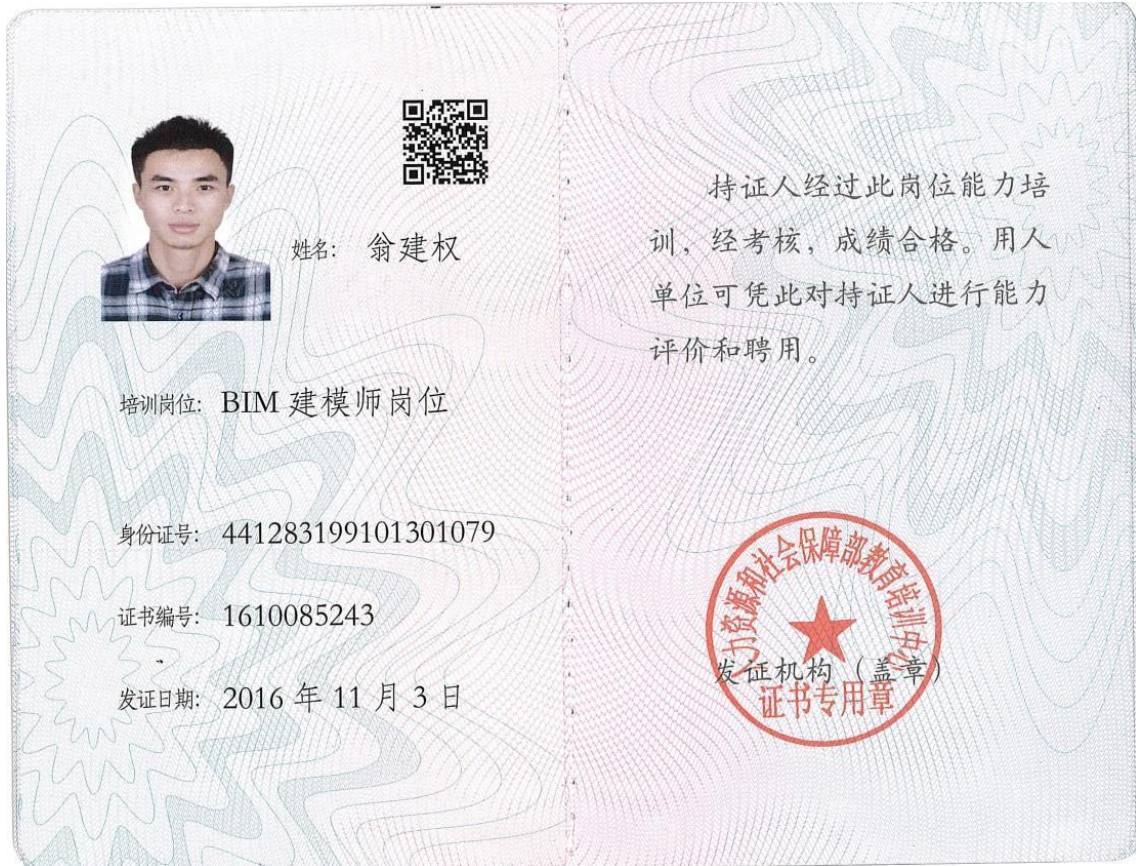 姓名: 翁建权
培训岗位: BIM 建模师岗位
身份证号: 441283199101301079
证书编号: 1610085243
发证日期: 2016 年 11 月 3 日
持证人经过此岗位能力培
训，经考核，成绩合格。用人
单位可凭此对持证人进行能力
评价和聘用。
人力资源和社会保障部教育培训中心
发证机构（盖章）
证书专用章